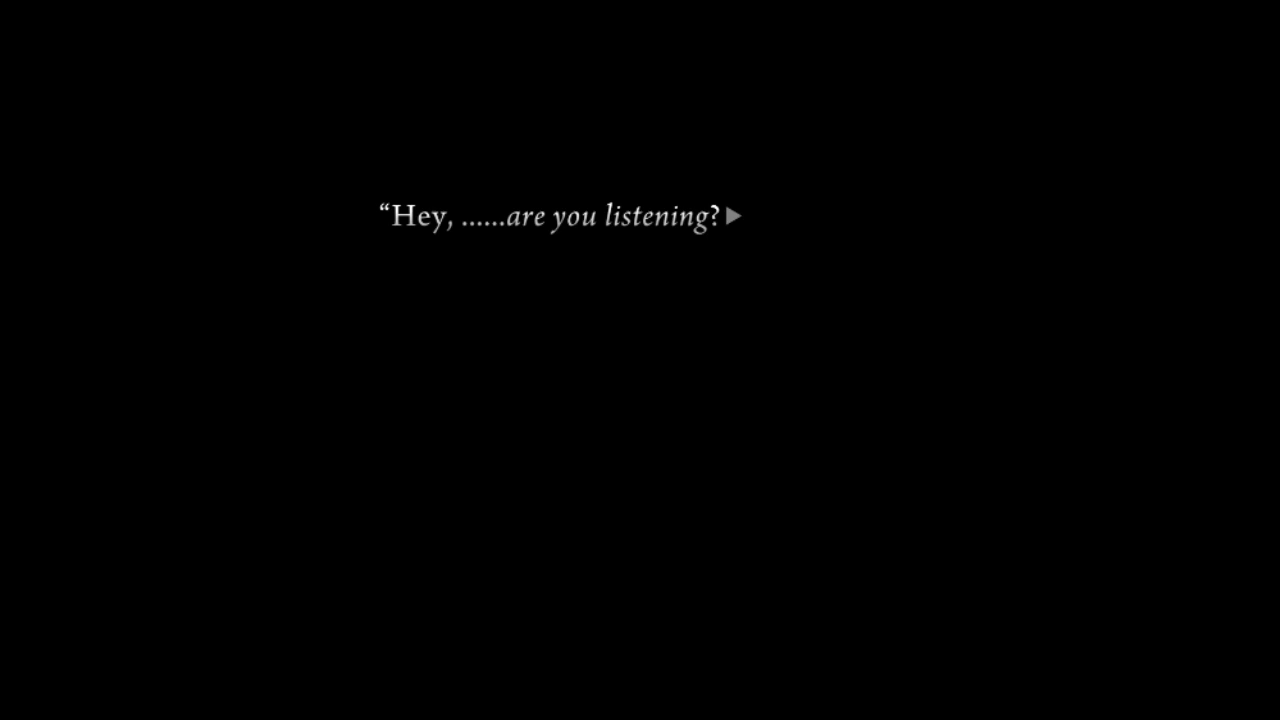 “Hey, ......are you listening?